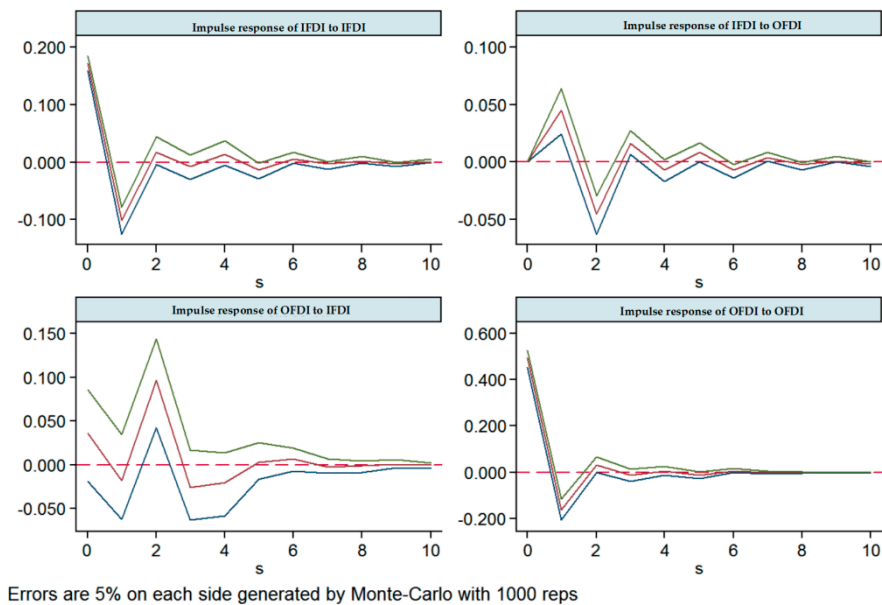 Impulse response of IFDI to IFDI
0.200
0.100
0.000
-0.100
0 2 4 6 8 10
s
Impulse response of IFDI to OFDI
0.100
0.050
0.000
-0.050
0 2 4 6 8 10
s
Impulse response of OFDI to IFDI
0.150
0.100
0.050
0.000
-0.050
0 2 4 6 8 10
s
Impulse response of OFDI to OFDI
0.600
0.400
0.200
0.000
-0.200
0 2 4 6 8 10
s
Errors are 5% on each side generated by Monte-Carlo with 1000 reps